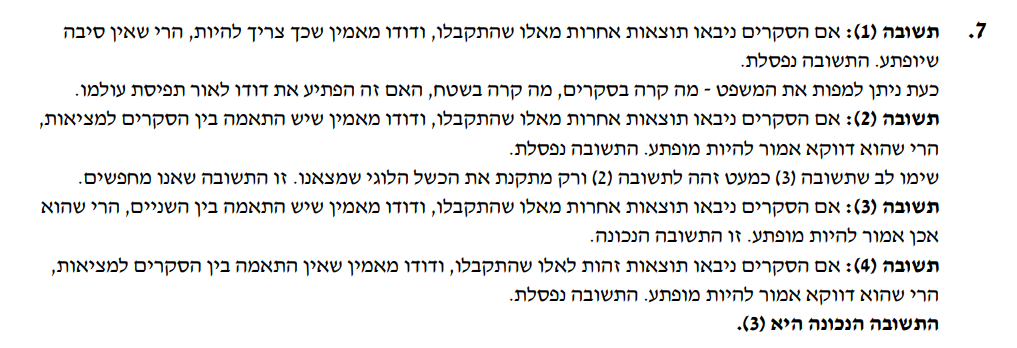 7. תשובה (1): אם הסקרים ניבאו תוצאות אחרות מאלו שהתקבלו, ודודו מאמין שכך צריך להיות, הרי שאין סיבה
שיופתע. התשובה נפסלת.
כעת ניתן למפות את המשפט - מה קרה בסקרים, מה קרה בשטח, האם זה הפתיע את דודו לאור תפיסת עולמו.
תשובה (2): אם הסקרים ניבאו תוצאות אחרות מאלו שהתקבלו, ודודו מאמין שיש התאמה בין הסקרים למציאות,
הרי שהוא דווקא אמור להיות מופתע. התשובה נפסלת.
שימו לב שתשובה (3) כמעט זהה לתשובה (2) ורק מתקנת את הכשל הלוגי שמצאנו. זו התשובה שאנו מחפשים.
תשובה (3): אם הסקרים ניבאו תוצאות אחרות מאלו שהתקבלו, ודודו מאמין שיש התאמה בין השניים, הרי שהוא
אכן אמור להיות מופתע. זו התשובה הנכונה.
תשובה (4): אם הסקרים ניבאו תוצאות זהות לאלו שהתקבלו, ודודו מאמין שאין התאמה בין הסקרים למציאות,
הרי שהוא דווקא אמור להיות מופתע. התשובה נפסלת.
התשובה הנכונה היא (3).